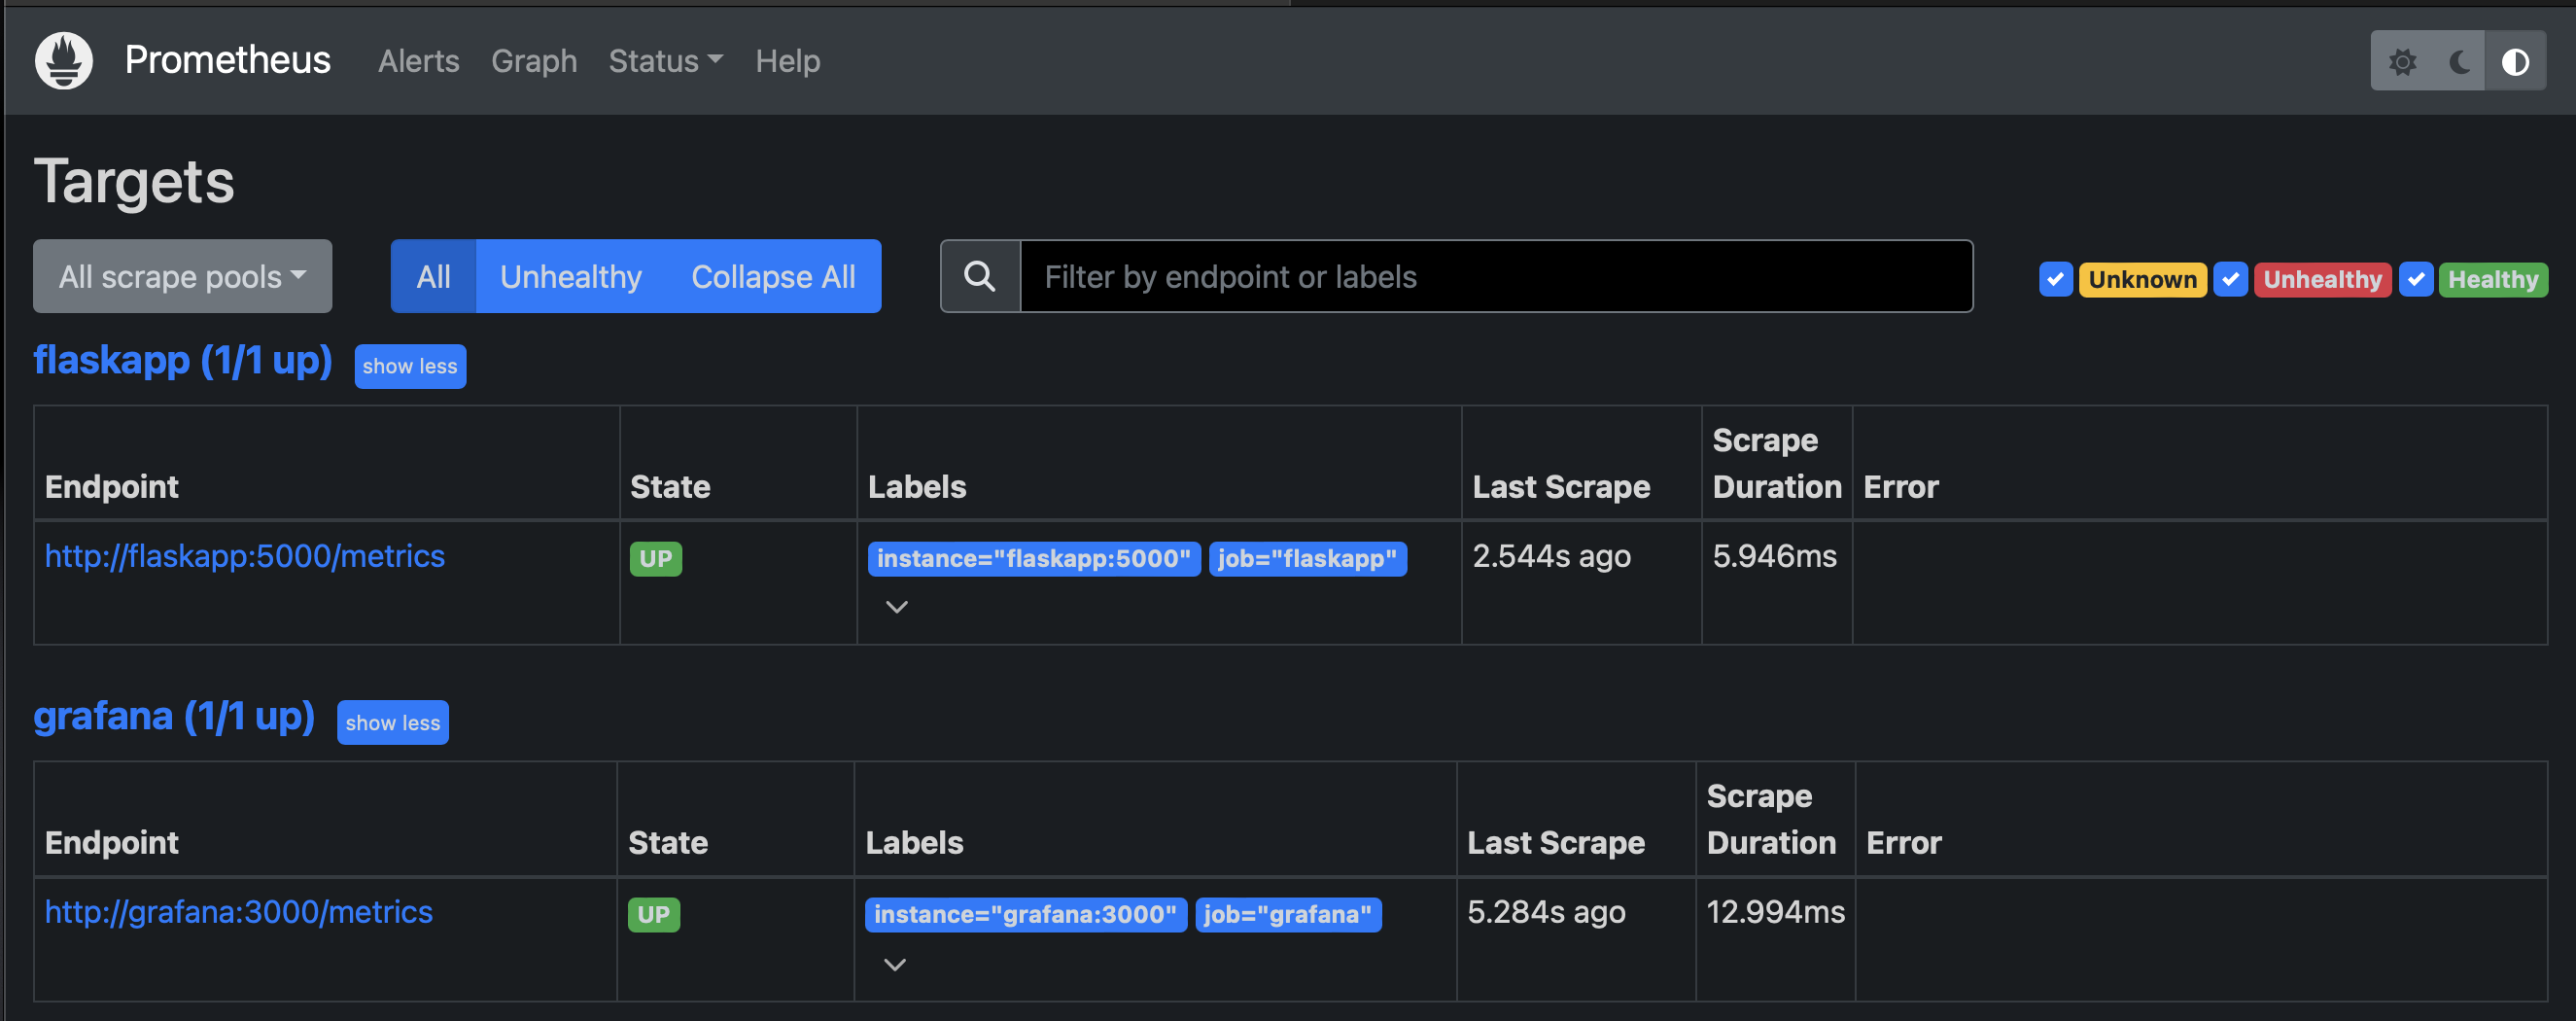 Prometheus Alerts Graph Status Help
Targets
All scrape pools All Unhealthy Collapse All Filter by endpoint or labels Unknown Unhealthy Healthy
flaskapp (1/1 up) show less
Endpoint State Labels Last Scrape Scrape Duration Error
http://flaskapp:5000/metrics UP instance="flaskapp:5000" job="flaskapp" 2.544s ago 5.946ms
grafana (1/1 up) show less
Endpoint State Labels Last Scrape Scrape Duration Error
http://grafana:3000/metrics UP instance="grafana:3000" job="grafana" 5.284s ago 12.994ms